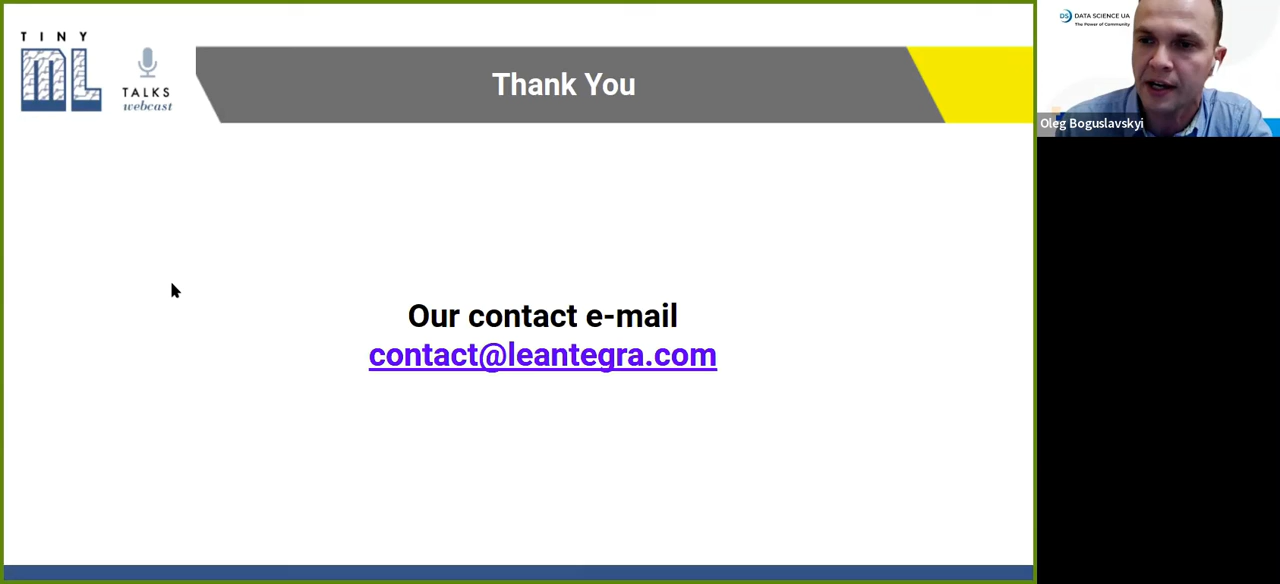 TINY
ML
TALKS
webcast
Thank You
Our contact e-mail
contact@leantegra.com
DS DATA SCIENCE UA
The Power of Community
Oleg Boguslavskyi